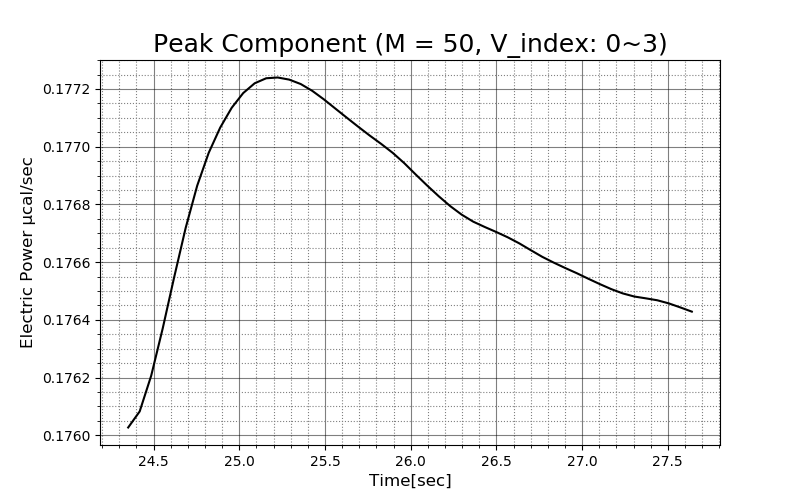 Peak Component (M = 50, V_index: 0~3)
Electric Power μcal/sec
0.1772
0.1770
0.1768
0.1766
0.1764
0.1762
0.1760
24.5 25.0 25.5 26.0 26.5 27.0 27.5
Time[sec]